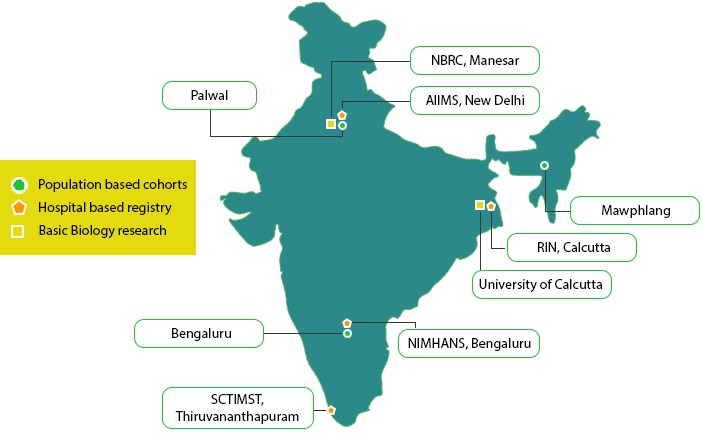 NBRC, Manesar
Palwal
AIIMS, New Delhi
Population based cohorts
Hospital based registry
Basic Biology research
Mawphlang
RIN, Calcutta
University of Calcutta
Bengaluru
NIMHANS, Bengaluru
SCTIMST,
Thiruvananthapuram